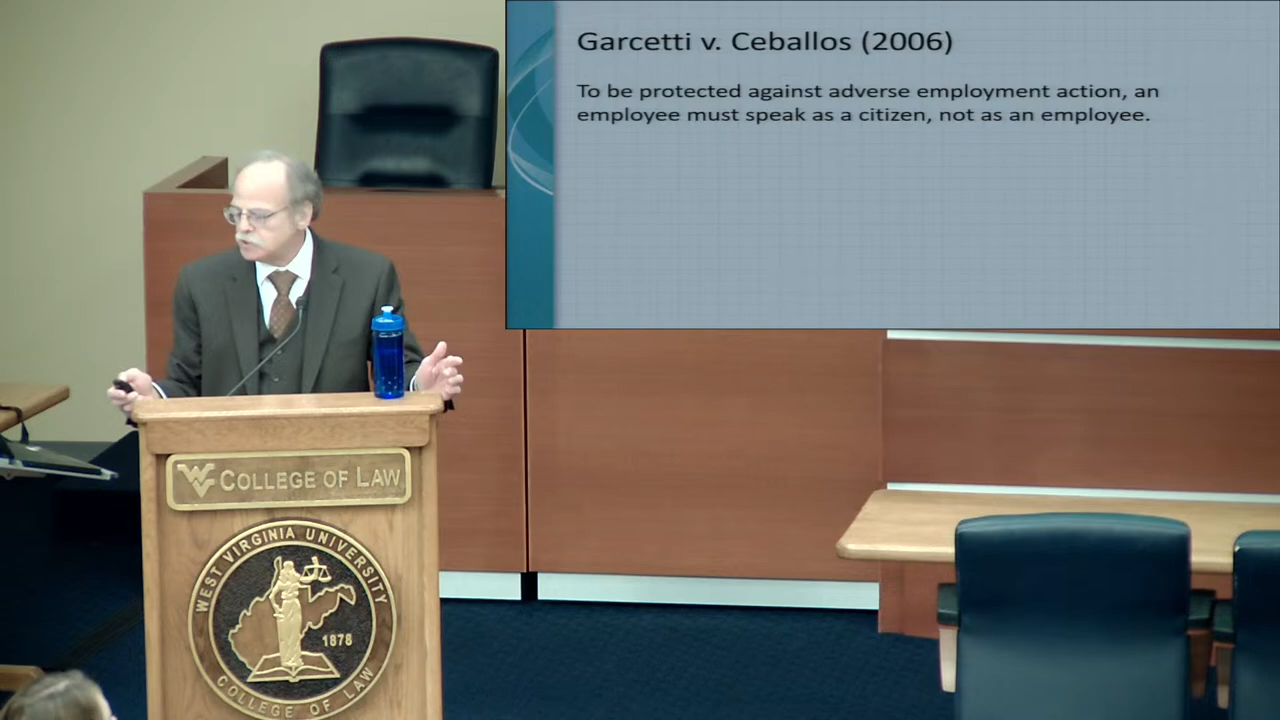 Garcetti v. Ceballos (2006)
To be protected against adverse employment action, an
employee must speak as a citizen, not as an employee.
WV COLLEGE OF LAW
WEST VIRGINIA UNIVERSITY
1878
COLLEGE OF LAW